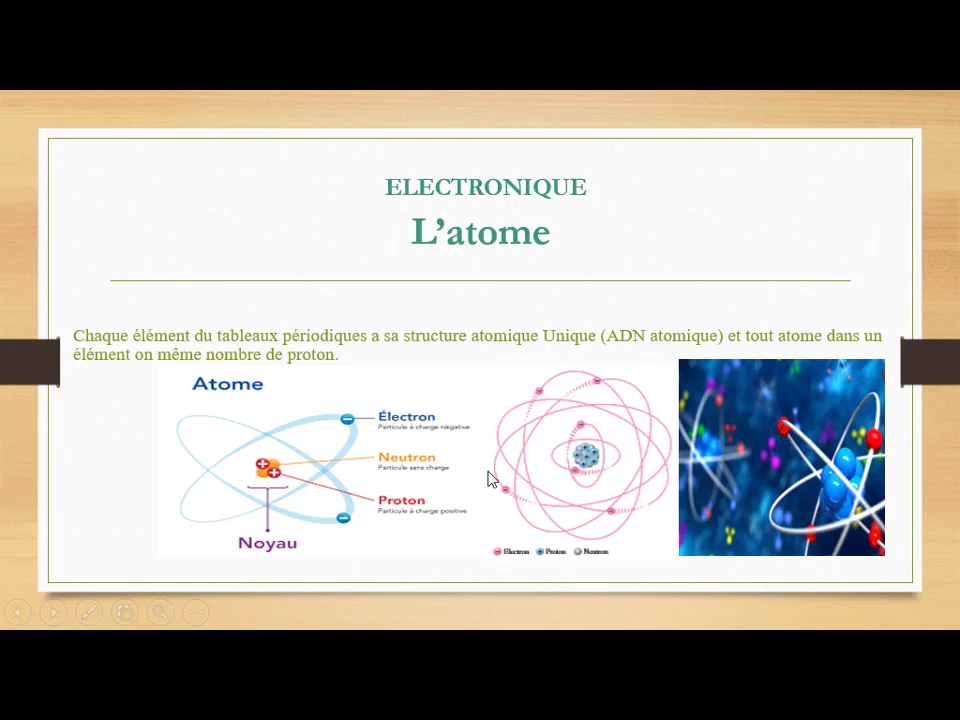 ELECTRONIQUE
L’atome
Chaque élément du tableaux périodiques a sa structure atomique Unique (ADN atomique) et tout atome dans un
élément on même nombre de proton.
Atome
Électron
Particule à charge négative
Neutron
Particule sans charge
Proton
Particule à charge positive
Noyau
Electron Proton Neutron